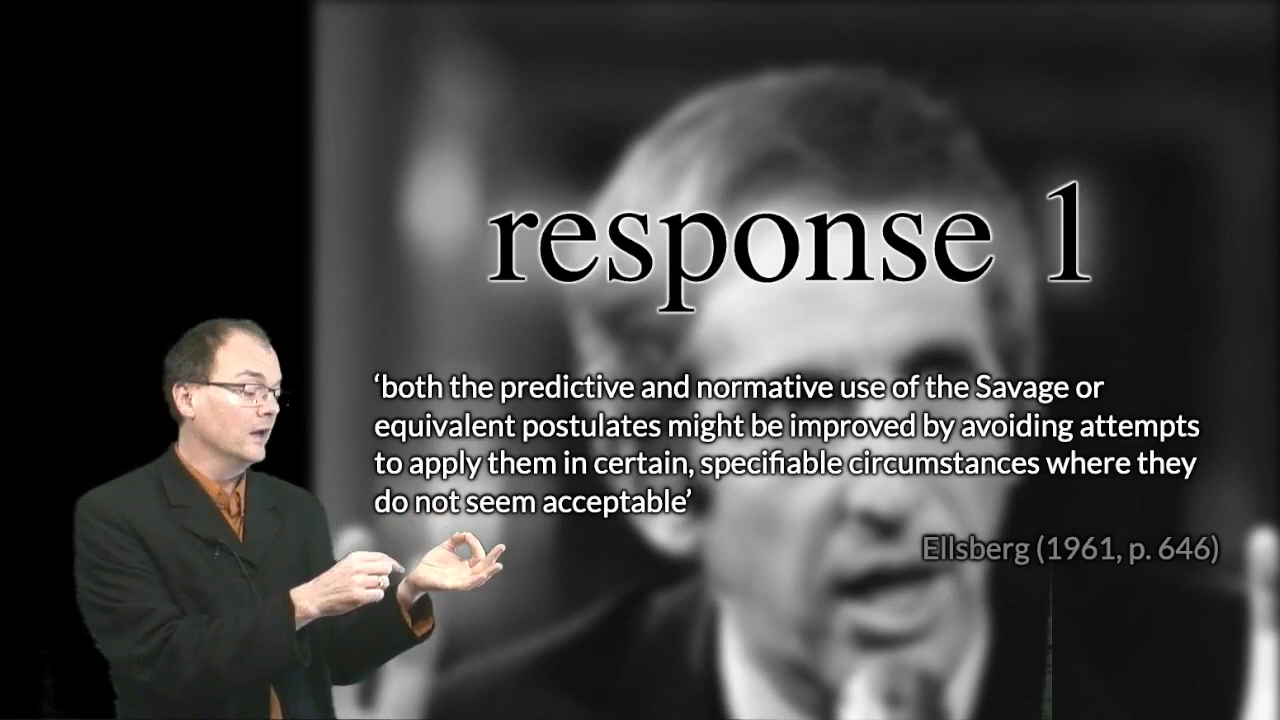 response 1
‘both the predictive and normative use of the Savage or
equivalent postulates might be improved by avoiding attempts
to apply them in certain, specifiable circumstances where they
do not seem acceptable’
Ellsberg (1961, p. 646)